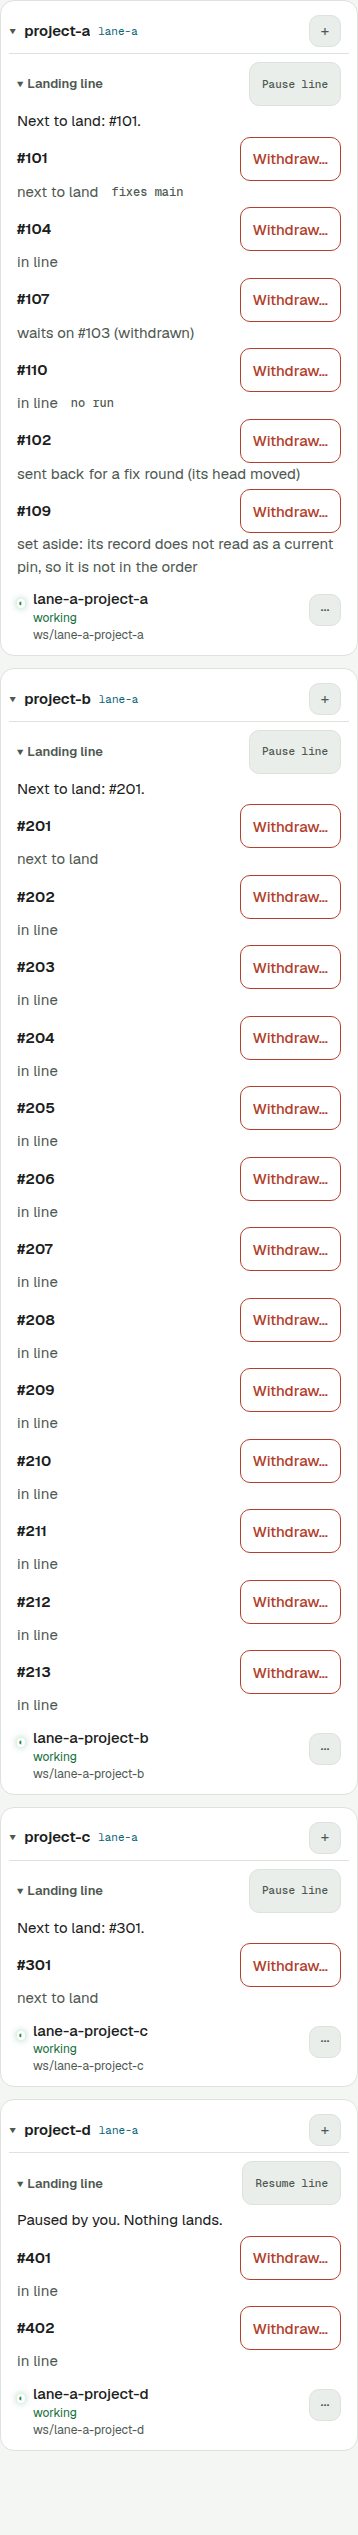 ▾ project-a lane-a +
▾ Landing line Pause line
Next to land: #101.
#101 Withdraw…
next to land fixes main
#104 Withdraw…
in line
#107 Withdraw…
waits on #103 (withdrawn)
#110 Withdraw…
in line no run
#102 Withdraw…
sent back for a fix round (its head moved)
#109 Withdraw…
set aside: its record does not read as a current
pin, so it is not in the order
lane-a-project-a …
working
ws/lane-a-project-a
▾ project-b lane-a +
▾ Landing line Pause line
Next to land: #201.
#201 Withdraw…
next to land
#202 Withdraw…
in line
#203 Withdraw…
in line
#204 Withdraw…
in line
#205 Withdraw…
in line
#206 Withdraw…
in line
#207 Withdraw…
in line
#208 Withdraw…
in line
#209 Withdraw…
in line
#210 Withdraw…
in line
#211 Withdraw…
in line
#212 Withdraw…
in line
#213 Withdraw…
in line
lane-a-project-b …
working
ws/lane-a-project-b
▾ project-c lane-a +
▾ Landing line Pause line
Next to land: #301.
#301 Withdraw…
next to land
lane-a-project-c …
working
ws/lane-a-project-c
▾ project-d lane-a +
▾ Landing line Resume line
Paused by you. Nothing lands.
#401 Withdraw…
in line
#402 Withdraw…
in line
lane-a-project-d …
working
ws/lane-a-project-d